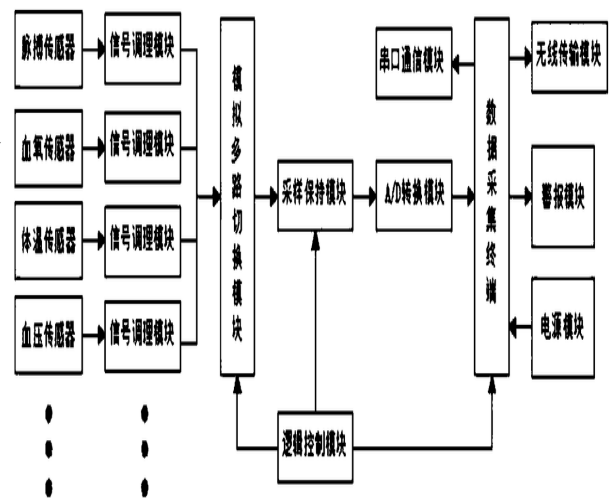 脉搏传感器
信号调理模块
血氧传感器
信号调理模块
体温传感器
信号调理模块
血压传感器
信号调理模块
模拟多路切换模块
采样保持模块
A/D转换模块
串口通信模块
数据采集终端
无线传输模块
警报模块
电源模块
逻辑控制模块